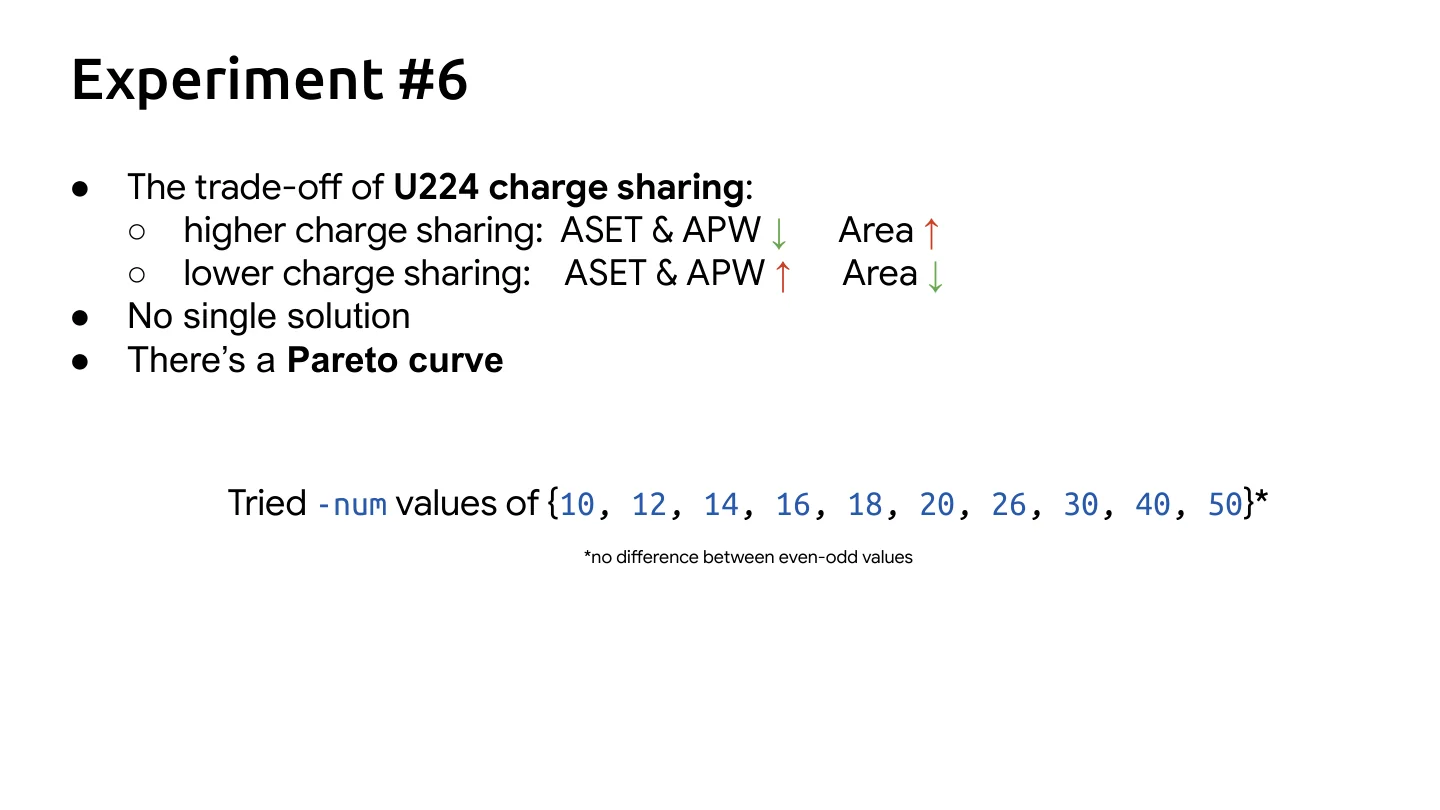 Experiment #6
● The trade-off of U224 charge sharing:
○ higher charge sharing: ASET & APW ↓ Area ↑
○ lower charge sharing: ASET & APW ↑ Area ↓
● No single solution
● There’s a Pareto curve
Tried -num values of {10, 12, 14, 16, 18, 20, 26, 30, 40, 50}*
*no difference between even-odd values